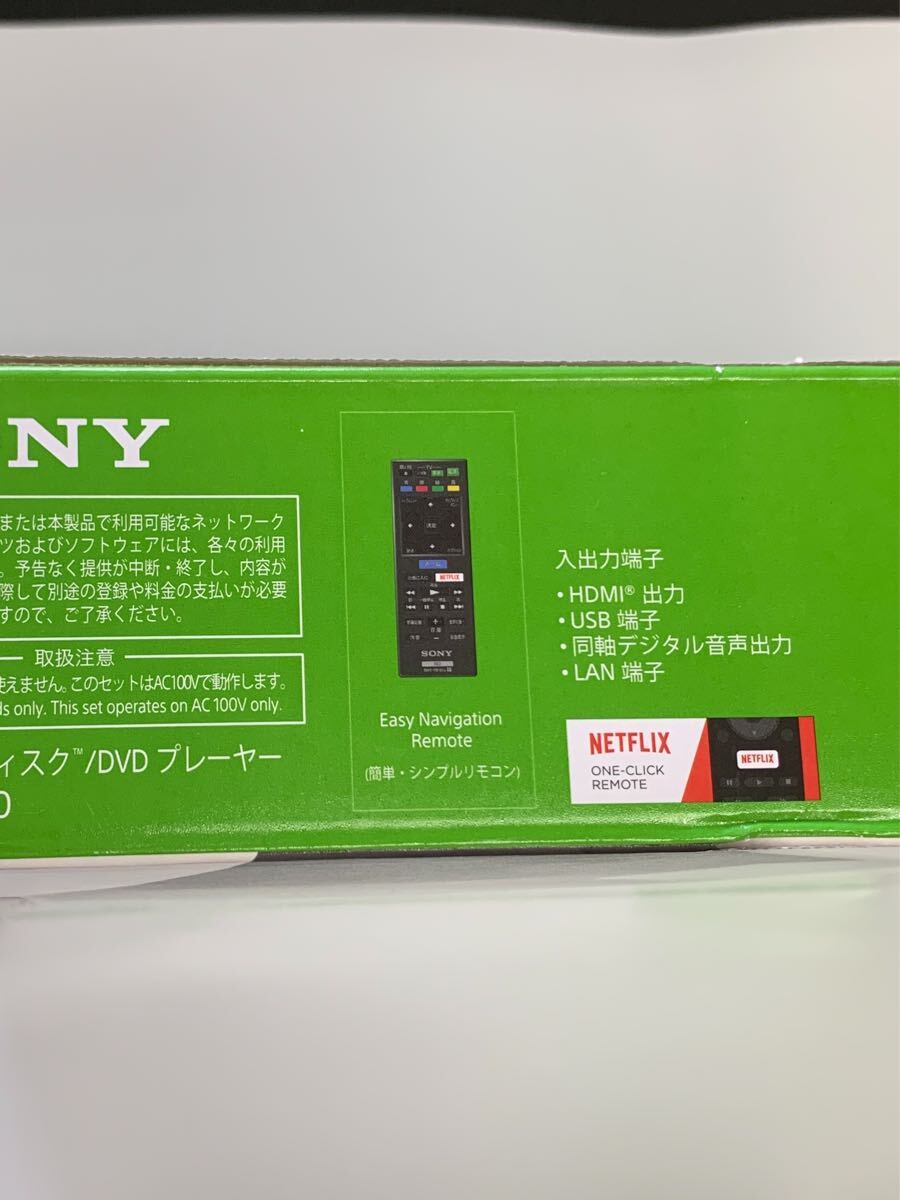 NY
または本製品で利用可能なネットワーク
ツおよびソフトウェアには、各々の利用
。予告なく提供が中断・終了し、内容が
際して別途の登録や料金の支払いが必要
すので、ご了承ください。
取扱注意
使えません。このセットはAC100Vで動作します。
ds only. This set operates on AC 100V only.
ィスク™/DVD プレーヤー
0
NETFLIX
SONY
Easy Navigation
Remote
(簡単・シンプルリモコン)
入出力端子
・HDMI® 出力
・USB 端子
・同軸デジタル音声出力
・LAN 端子
NETFLIX
ONE-CLICK
REMOTE
NETFLIX